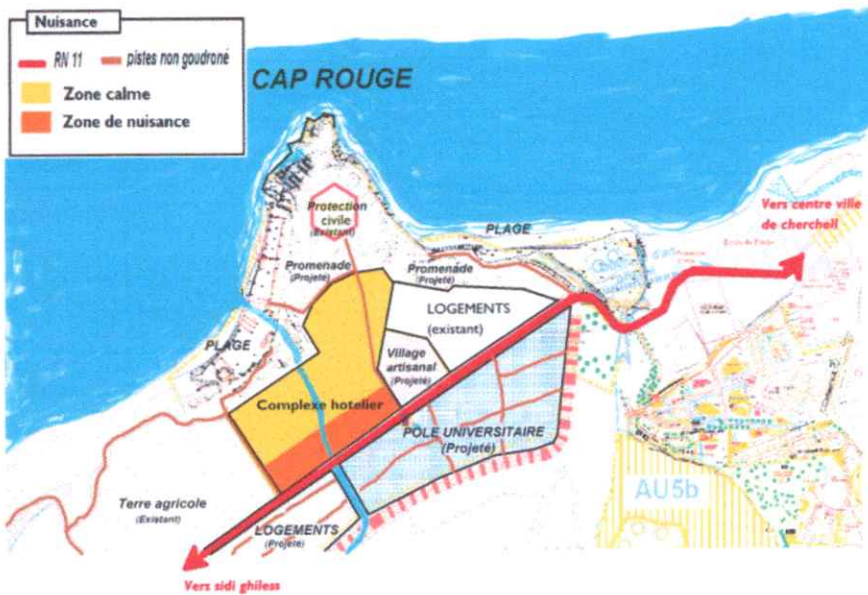 Nuisance
RN 11
pistes non goudroné
Zone calme
Zone de nuisance
CAP ROUGE
Vers centre ville
de cherchell
Protection
civile
(Existant)
PLAGE
Promenade
(Projeté)
Promenade
(Projeté)
LOGEMENTS
(existant)
PLAGE
Village
artisanal
(Projeté)
Complexe hotelier
POLE UNIVERSITAIRE
(Projeté)
AU5b
Terre agricole
(Existant)
LOGEMENTS
(Projeté)
Vers sidi ghiless